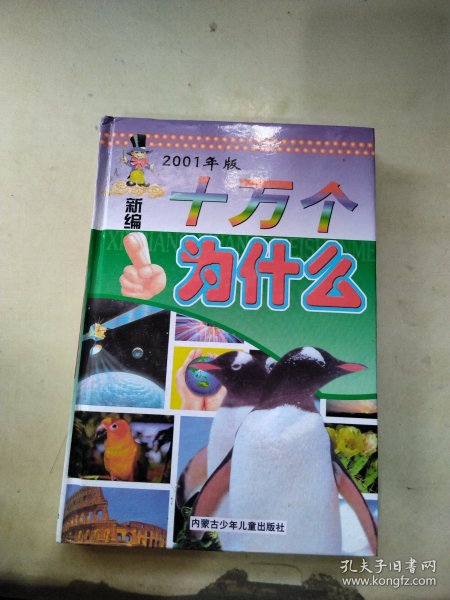 2001年版
新编
十万个
为什么
内蒙古少年儿童出版社
孔夫子旧书网
www.kongfz.com